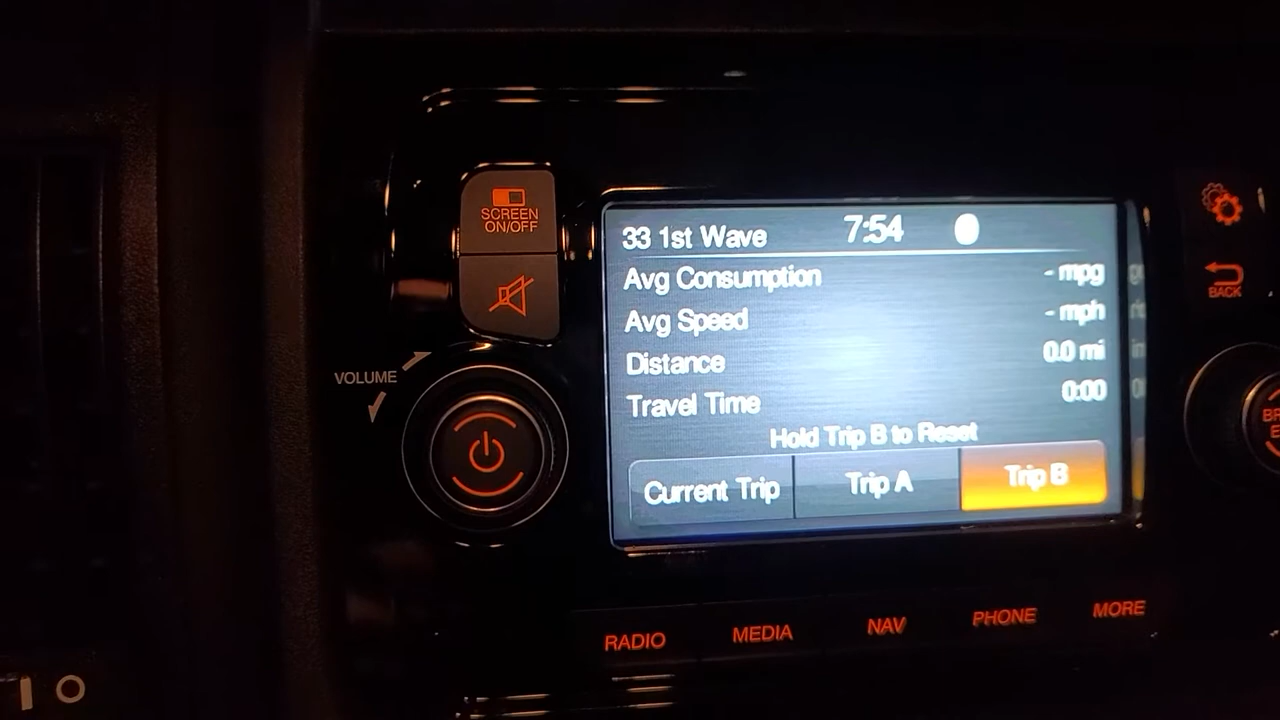 SCREEN
ON/OFF
VOLUME
33 1st Wave 7:54
Avg Consumption - mpg
Avg Speed - mph
Distance 0.0 mi
Travel Time 0:00
Hold Trip B to Reset
Current Trip Trip A Trip B
BACK
RADIO MEDIA NAV PHONE MORE